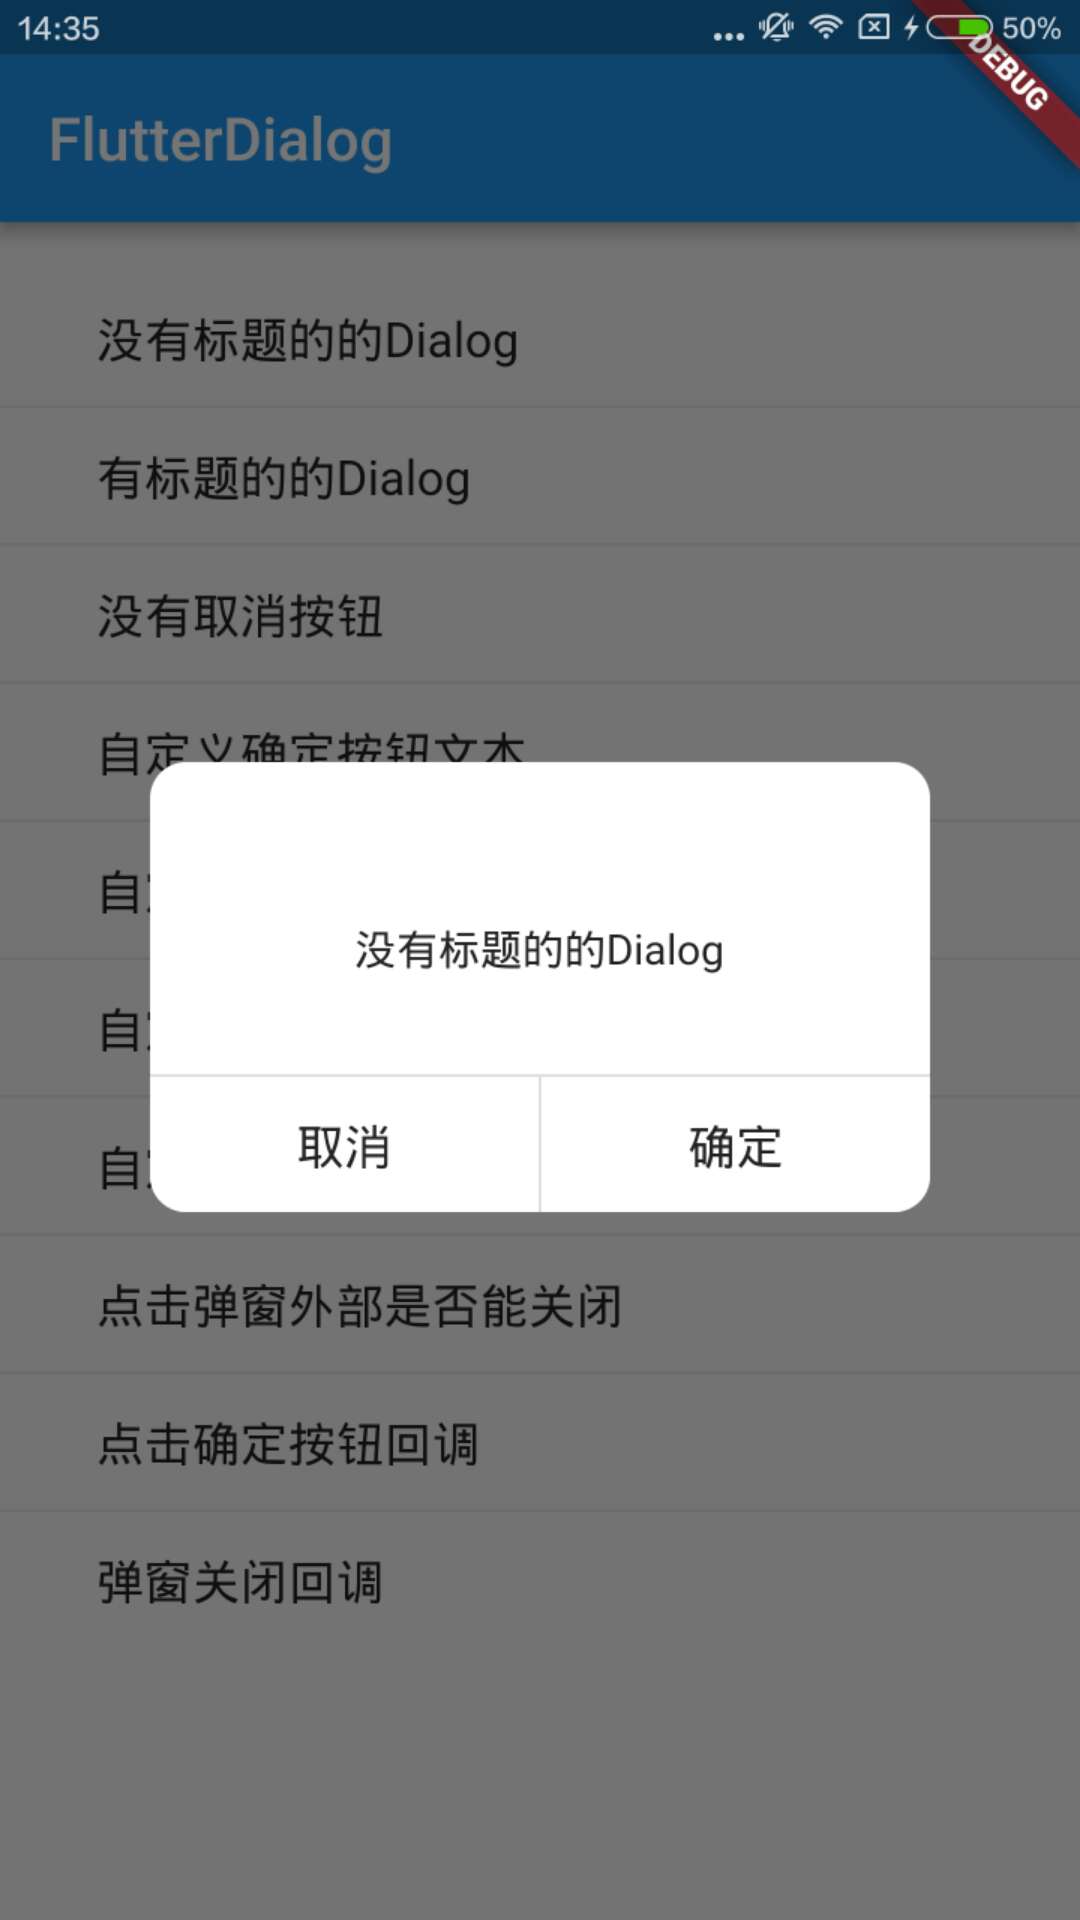 14:35
50%
DEBUG
FlutterDialog
没有标题的的Dialog
有标题的的Dialog
没有取消按钮
自定义确定按钮文本
自
自
自
没有标题的的Dialog
取消
确定
点击弹窗外部是否能关闭
点击确定按钮回调
弹窗关闭回调